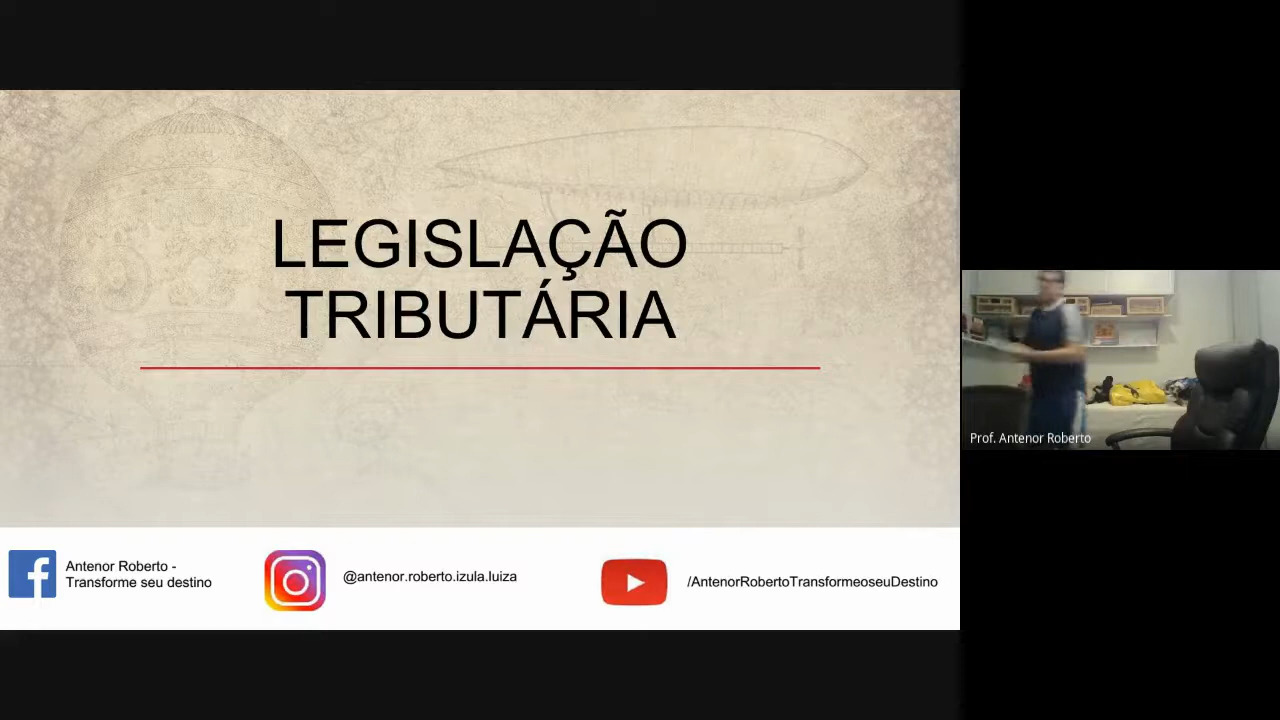 LEGISLAÇÃO
TRIBUTÁRIA
Antenor Roberto -
Transforme seu destino
@antenor.roberto.izula.luiza
/AntenorRobertoTransformeoseuDestino
Prof. Antenor Roberto